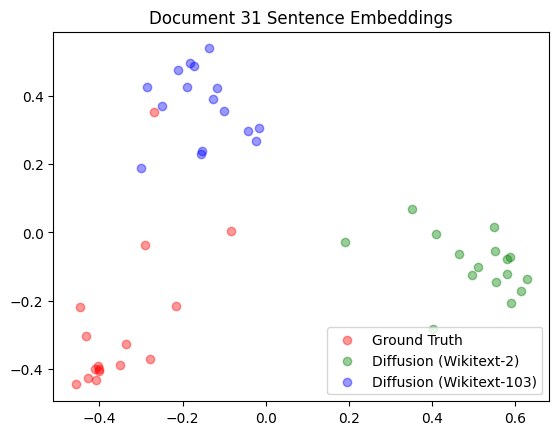 Document 31 Sentence Embeddings
0.4
0.2
0.0
−0.2
−0.4
−0.4
−0.2
0.0
0.2
0.4
0.6
Ground Truth
Diffusion (Wikitext-2)
Diffusion (Wikitext-103)